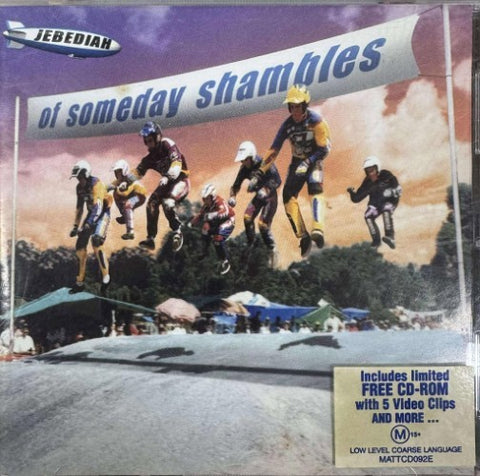 JEBEDIAH
of someday shambles
Includes limited
FREE CD-ROM
with 5 Video Clips
AND MORE ...
M 15+
LOW LEVEL COARSE LANGUAGE
MATTCD092E